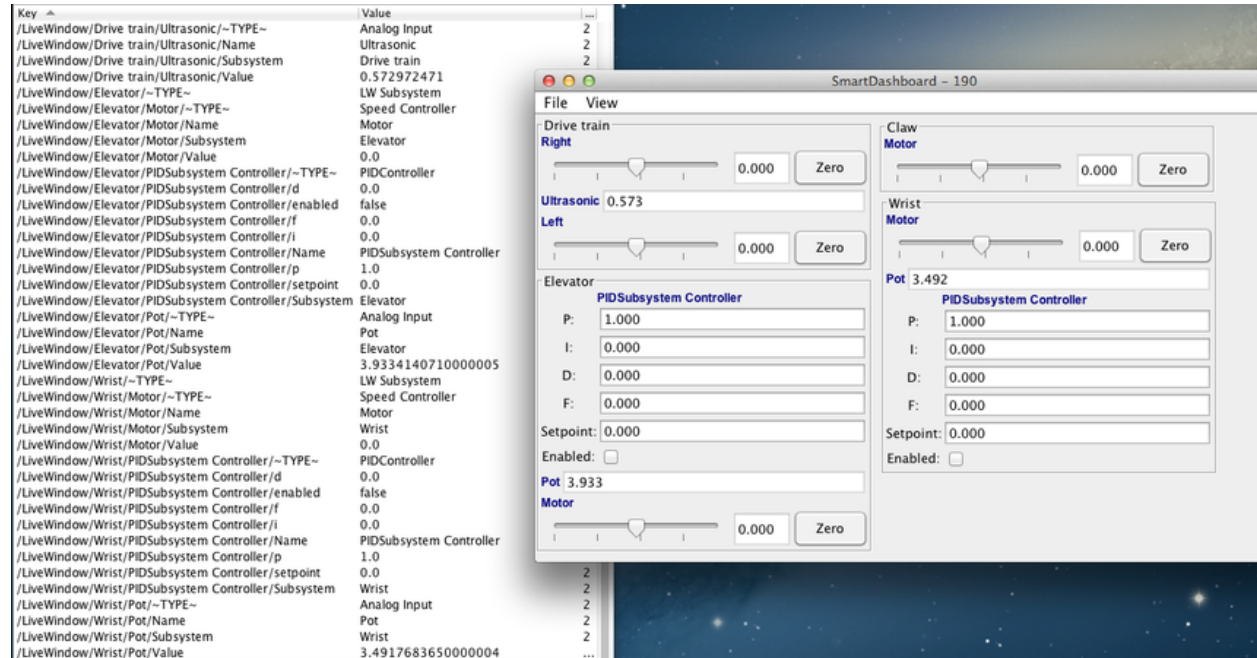 Key Value ...
/LiveWindow/Drive train/Ultrasonic/~TYPE~ Analog Input 2
/LiveWindow/Drive train/Ultrasonic/Name Ultrasonic 2
/LiveWindow/Drive train/Ultrasonic/Subsystem Drive train 2
/LiveWindow/Drive train/Ultrasonic/Value 0.572972471
/LiveWindow/Elevator/~TYPE~ LW Subsystem
/LiveWindow/Elevator/Motor/~TYPE~ Speed Controller
/LiveWindow/Elevator/Motor/Name Motor
/LiveWindow/Elevator/Motor/Subsystem Elevator
/LiveWindow/Elevator/Motor/Value 0.0
/LiveWindow/Elevator/PIDSubsystem Controller/~TYPE~ PIDController
/LiveWindow/Elevator/PIDSubsystem Controller/d 0.0
/LiveWindow/Elevator/PIDSubsystem Controller/enabled false
/LiveWindow/Elevator/PIDSubsystem Controller/f 0.0
/LiveWindow/Elevator/PIDSubsystem Controller/i 0.0
/LiveWindow/Elevator/PIDSubsystem Controller/Name PIDSubsystem Controller
/LiveWindow/Elevator/PIDSubsystem Controller/p 1.0
/LiveWindow/Elevator/PIDSubsystem Controller/setpoint 0.0
/LiveWindow/Elevator/PIDSubsystem Controller/Subsystem Elevator
/LiveWindow/Elevator/Pot/~TYPE~ Analog Input
/LiveWindow/Elevator/Pot/Name Pot
/LiveWindow/Elevator/Pot/Subsystem Elevator
/LiveWindow/Elevator/Pot/Value 3.9334140710000005
/LiveWindow/Wrist/~TYPE~ LW Subsystem
/LiveWindow/Wrist/Motor/~TYPE~ Speed Controller
/LiveWindow/Wrist/Motor/Name Motor
/LiveWindow/Wrist/Motor/Subsystem Wrist
/LiveWindow/Wrist/Motor/Value 0.0
/LiveWindow/Wrist/PIDSubsystem Controller/~TYPE~ PIDController
/LiveWindow/Wrist/PIDSubsystem Controller/d 0.0
/LiveWindow/Wrist/PIDSubsystem Controller/enabled false
/LiveWindow/Wrist/PIDSubsystem Controller/f 0.0
/LiveWindow/Wrist/PIDSubsystem Controller/i 0.0
/LiveWindow/Wrist/PIDSubsystem Controller/Name PIDSubsystem Controller
/LiveWindow/Wrist/PIDSubsystem Controller/p 1.0
/LiveWindow/Wrist/PIDSubsystem Controller/setpoint 0.0 2
/LiveWindow/Wrist/PIDSubsystem Controller/Subsystem Wrist 2
/LiveWindow/Wrist/Pot/~TYPE~ Analog Input 2
/LiveWindow/Wrist/Pot/Name Pot 2
/LiveWindow/Wrist/Pot/Subsystem Wrist 2
/LiveWindow/Wrist/Pot/Value 3.4917683650000004 ...
SmartDashboard – 190
File View
Drive train
Right
0.000 Zero
Ultrasonic 0.573
Left
0.000 Zero
Elevator
PIDSubsystem Controller
P: 1.000
I: 0.000
D: 0.000
F: 0.000
Setpoint: 0.000
Enabled:
Pot 3.933
Motor
0.000 Zero
Claw
Motor
0.000 Zero
Wrist
Motor
0.000 Zero
Pot 3.492
PIDSubsystem Controller
P: 1.000
I: 0.000
D: 0.000
F: 0.000
Setpoint: 0.000
Enabled: